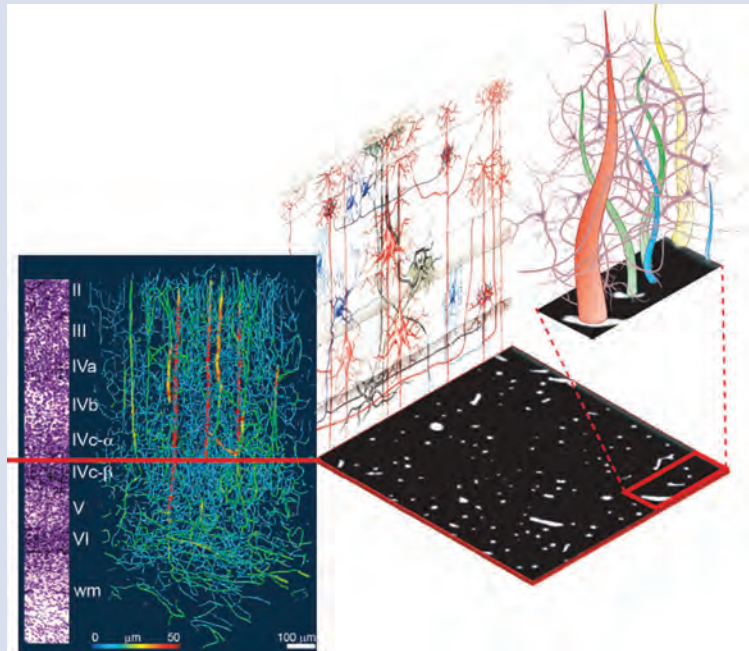 II
III
IVa
IVb
IVc-α
IVc-β
V
VI
wm
0 μm 50
100 μm